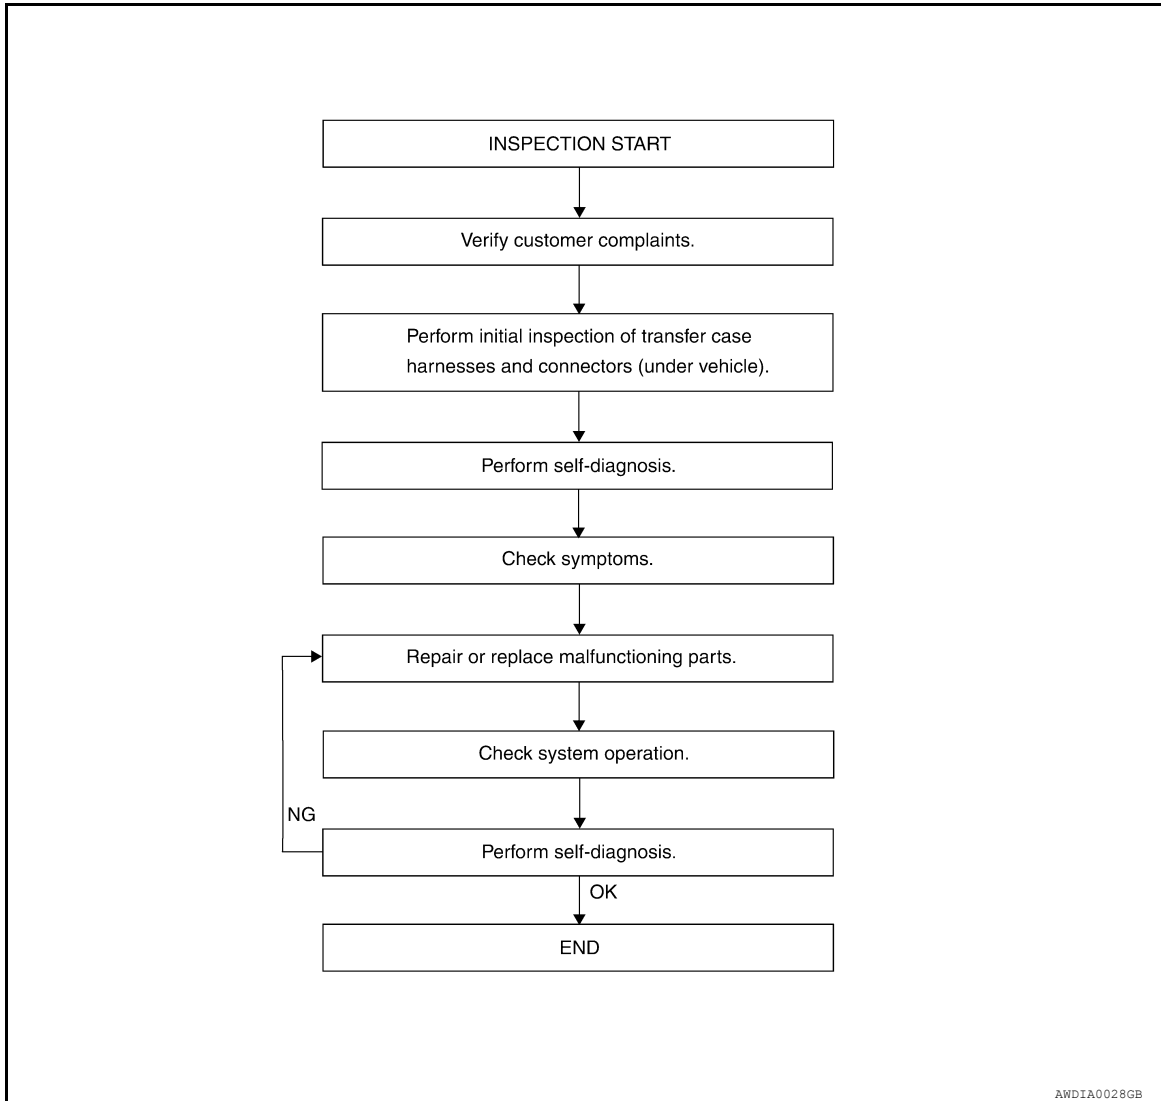 INSPECTION START
Verify customer complaints.
Perform initial inspection of transfer case
harnesses and connectors (under vehicle).
Perform self-diagnosis.
Check symptoms.
Repair or replace malfunctioning parts.
Check system operation.
NG
Perform self-diagnosis.
OK
END
AWDIA0028GB